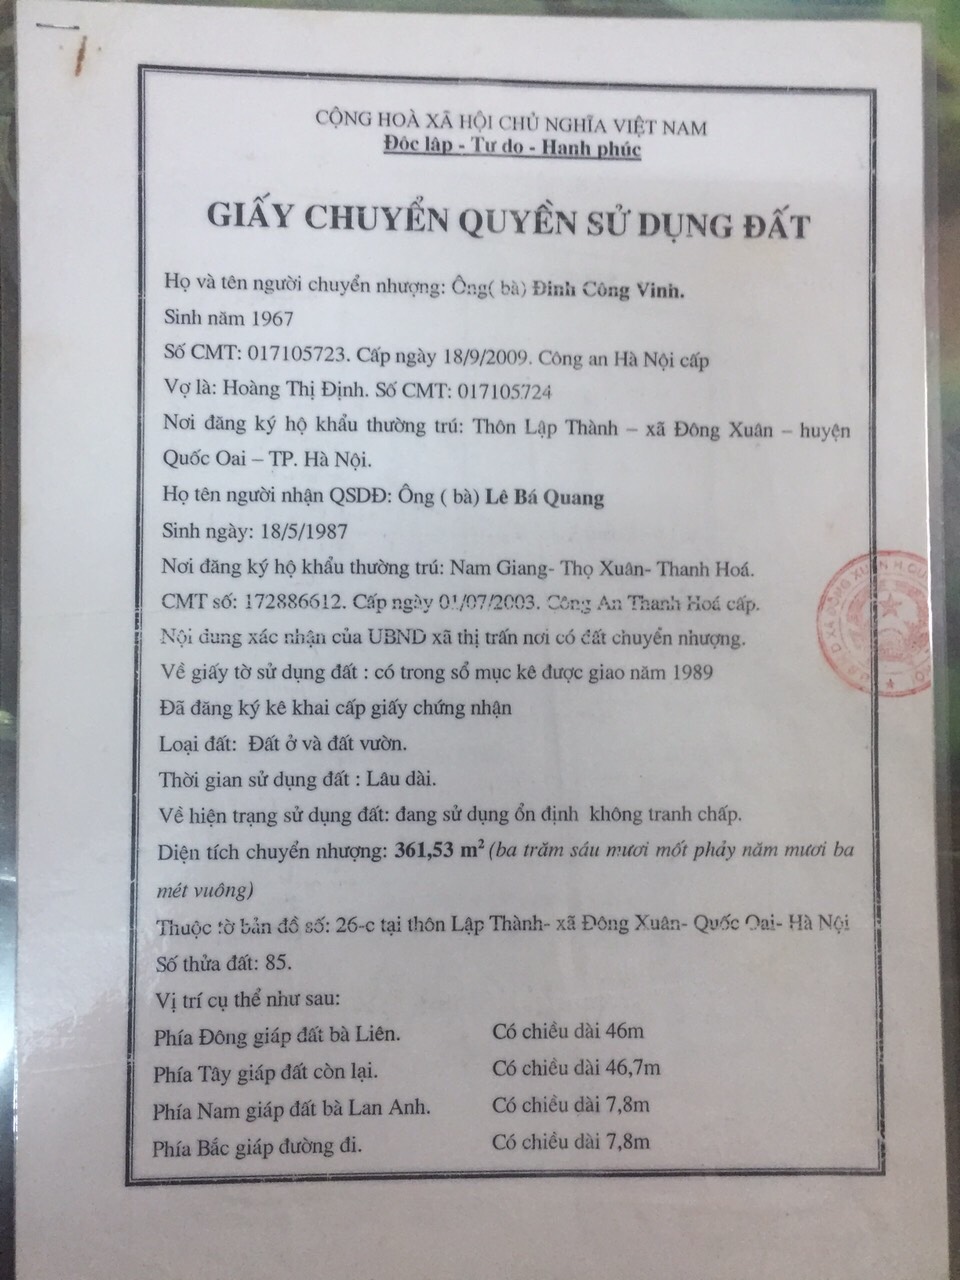 CỘNG HOÀ XÃ HỘI CHỦ NGHĨA VIỆT NAM
Độc lập - Tự do - Hạnh phúc
GIẤY CHUYỂN QUYỀN SỬ DỤNG ĐẤT
Họ và tên người chuyển nhượng: Ông( bà) Đinh Công Vinh.
Sinh năm 1967
Số CMT: 017105723. Cấp ngày 18/9/2009. Công an Hà Nội cấp
Vợ là: Hoàng Thị Định. Số CMT: 017105724
Nơi đăng ký hộ khẩu thường trú: Thôn Lập Thành – xã Đông Xuân – huyện
Quốc Oai – TP. Hà Nội.
Họ tên người nhận QSDĐ: Ông ( bà) Lê Bá Quang
Sinh ngày: 18/5/1987
Nơi đăng ký hộ khẩu thường trú: Nam Giang- Thọ Xuân- Thanh Hoá.
CMT số: 172886612. Cấp ngày 01/07/2003. Công An Thanh Hoá cấp.
Nội dung xác nhận của UBND xã thị trấn nơi có đất chuyển nhượng.
Về giấy tờ sử dụng đất : có trong sổ mục kê được giao năm 1989
Đã đăng ký kê khai cấp giấy chứng nhận
Loại đất: Đất ở và đất vườn.
Thời gian sử dụng đất : Lâu dài.
Về hiện trạng sử dụng đất: đang sử dụng ổn định không tranh chấp.
Diện tích chuyển nhượng: 361,53 m² (ba trăm sáu mươi mốt phảy năm mươi ba
mét vuông)
Thuộc tờ bản đồ số: 26-c tại thôn Lập Thành- xã Đông Xuân- Quốc Oai- Hà Nội
Số thửa đất: 85.
Vị trí cụ thể như sau:
Phía Đông giáp đất bà Liên. Có chiều dài 46m
Phía Tây giáp đất còn lại. Có chiều dài 46,7m
Phía Nam giáp đất bà Lan Anh. Có chiều dài 7,8m
Phía Bắc giáp đường đi. Có chiều dài 7,8m